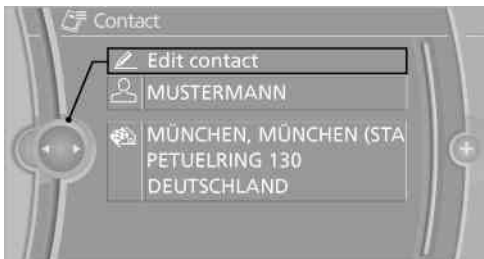 Contact
Edit contact
MUSTERMANN
MÜNCHEN, MÜNCHEN (STA
PETUELRING 130
DEUTSCHLAND